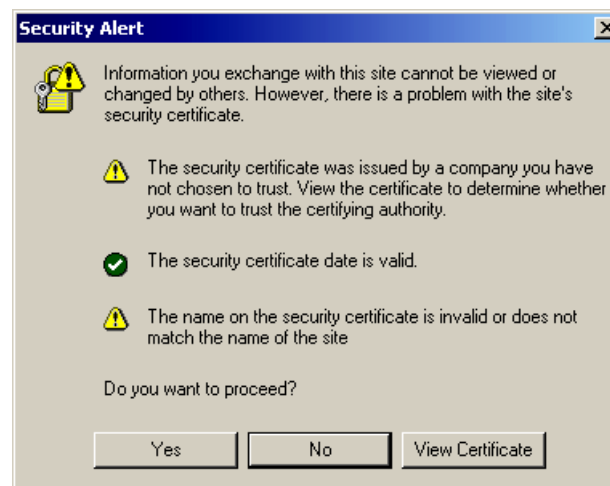 Security Alert
Information you exchange with this site cannot be viewed or
changed by others. However, there is a problem with the site's
security certificate.
The security certificate was issued by a company you have
not chosen to trust. View the certificate to determine whether
you want to trust the certifying authority.
The security certificate date is valid.
The name on the security certificate is invalid or does not
match the name of the site
Do you want to proceed?
Yes No View Certificate